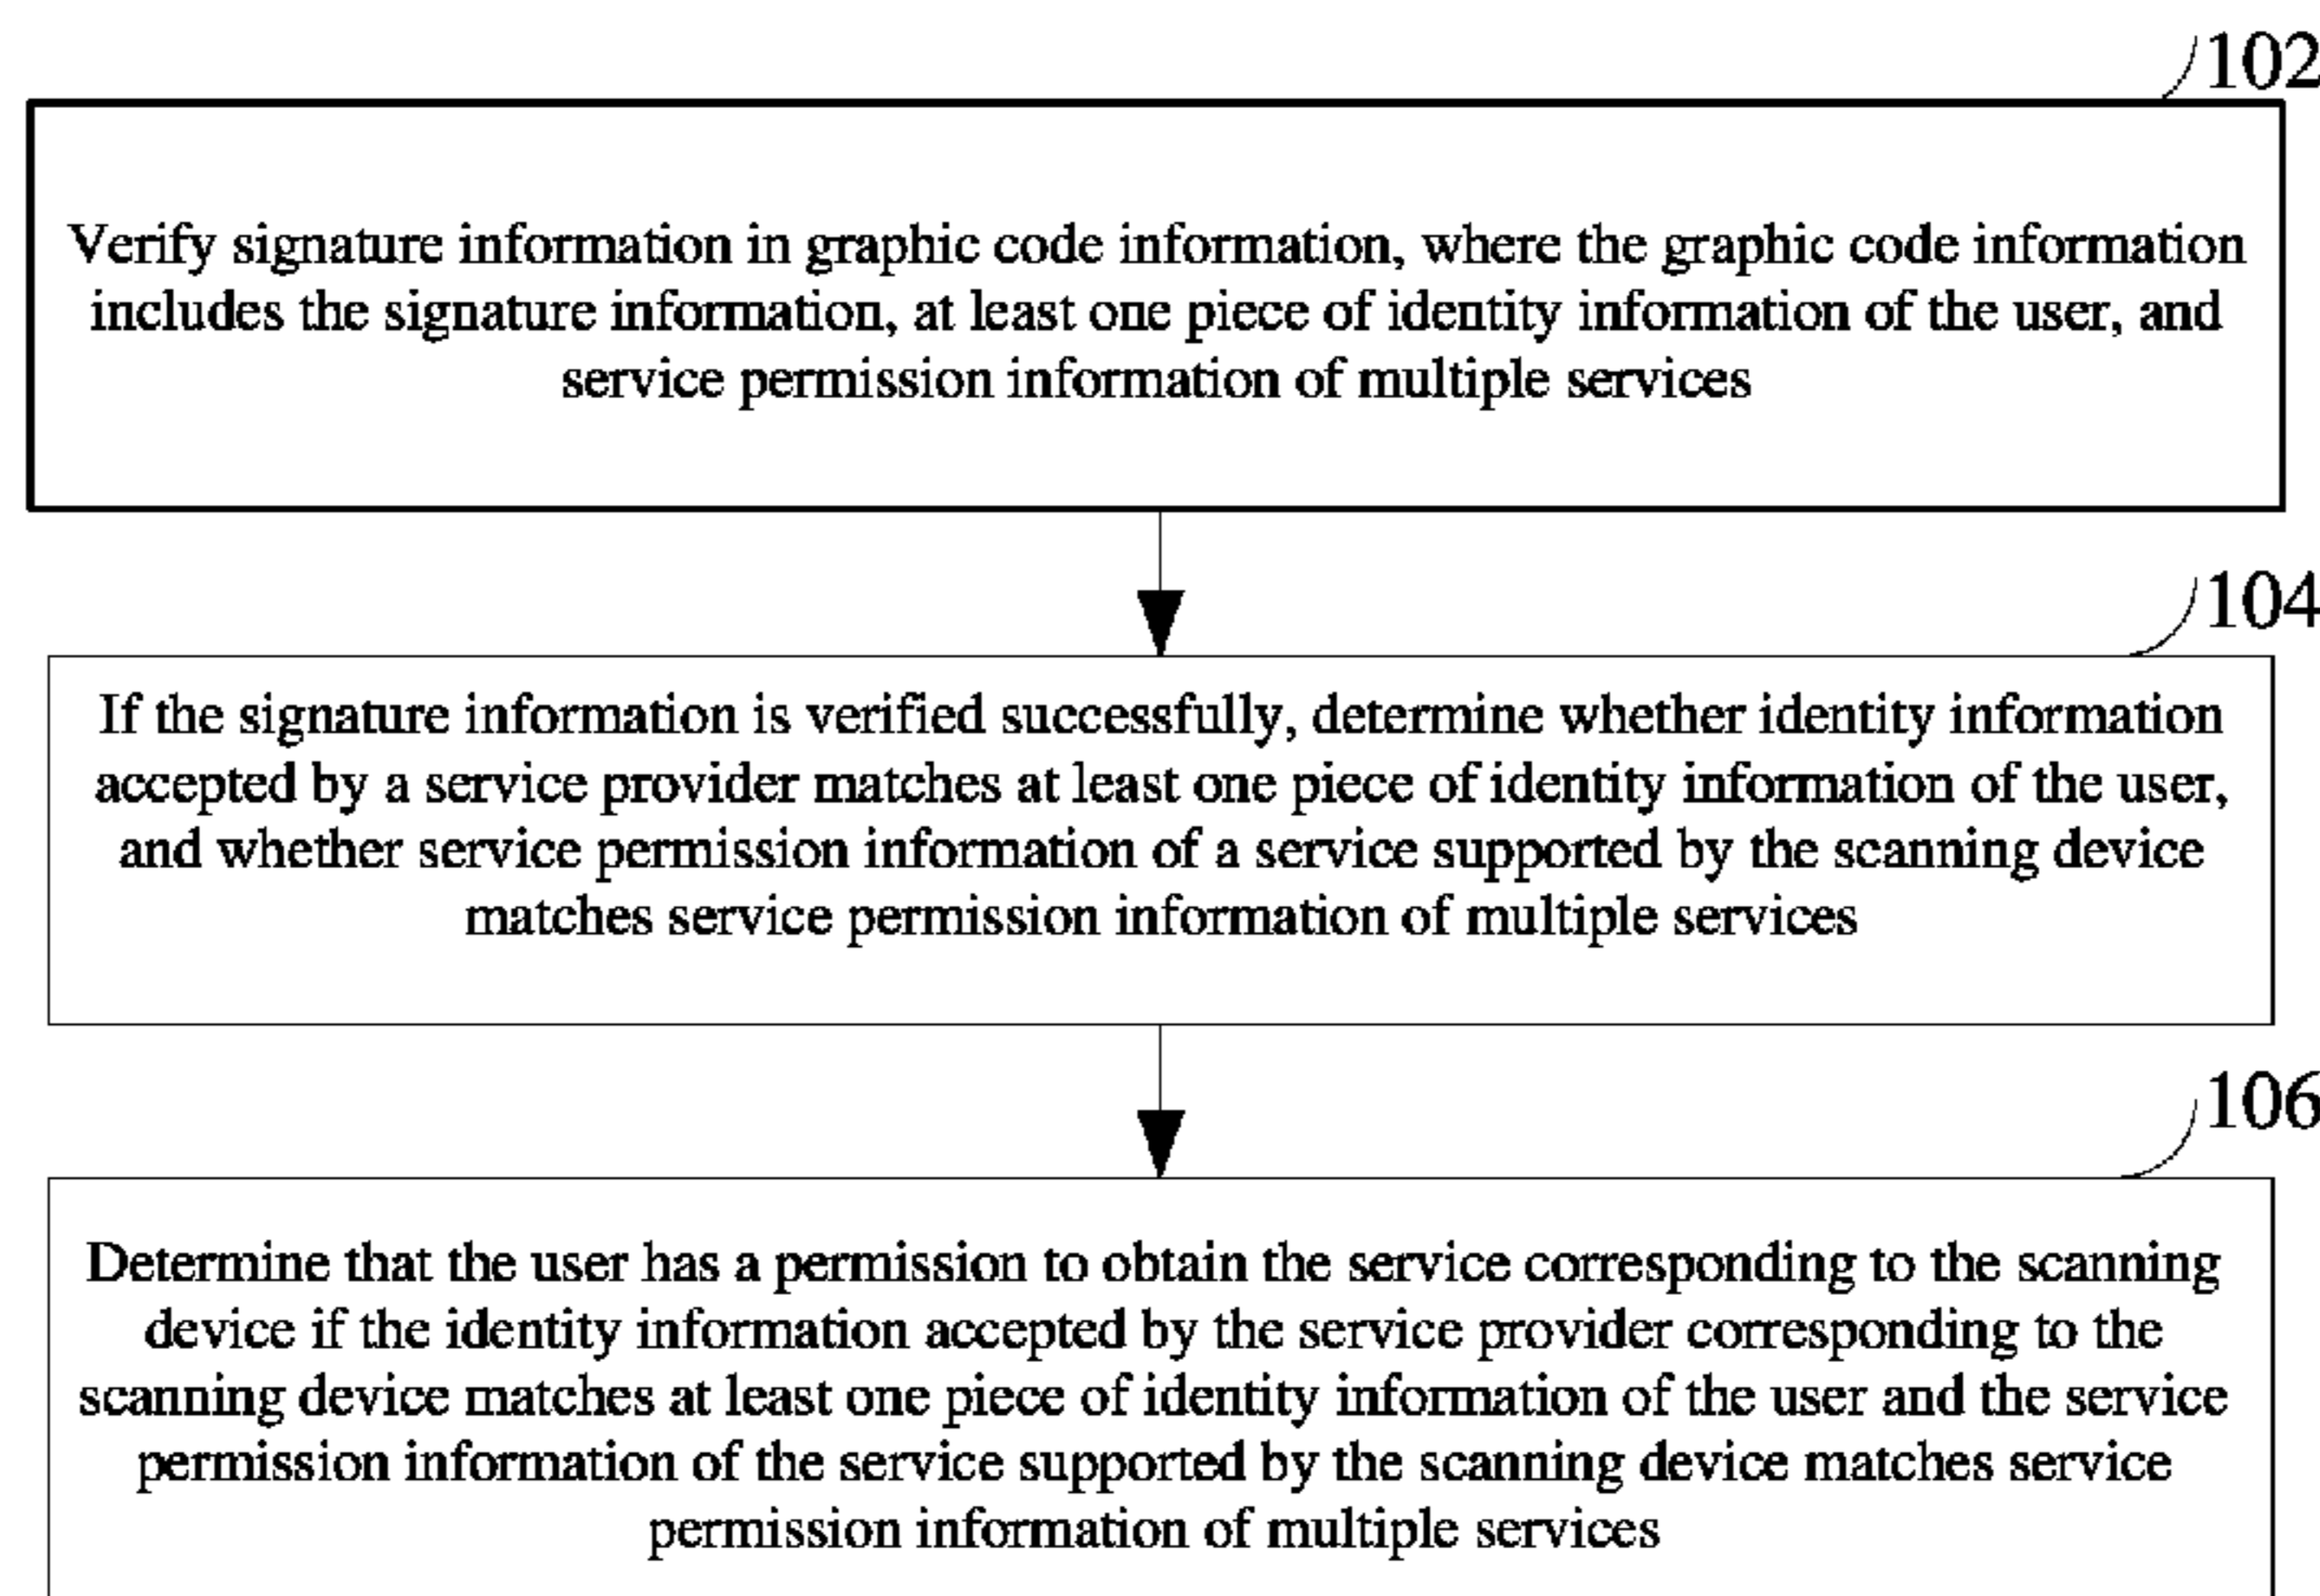 102
Verify signature information in graphic code information, where the graphic code information
includes the signature information, at least one piece of identity information of the user, and
service permission information of multiple services
104
If the signature information is verified successfully, determine whether identity information
accepted by a service provider matches at least one piece of identity information of the user,
and whether service permission information of a service supported by the scanning device
matches service permission information of multiple services
106
Determine that the user has a permission to obtain the service corresponding to the scanning
device if the identity information accepted by the service provider corresponding to the
scanning device matches at least one piece of identity information of the user and the service
permission information of the service supported by the scanning device matches service
permission information of multiple services